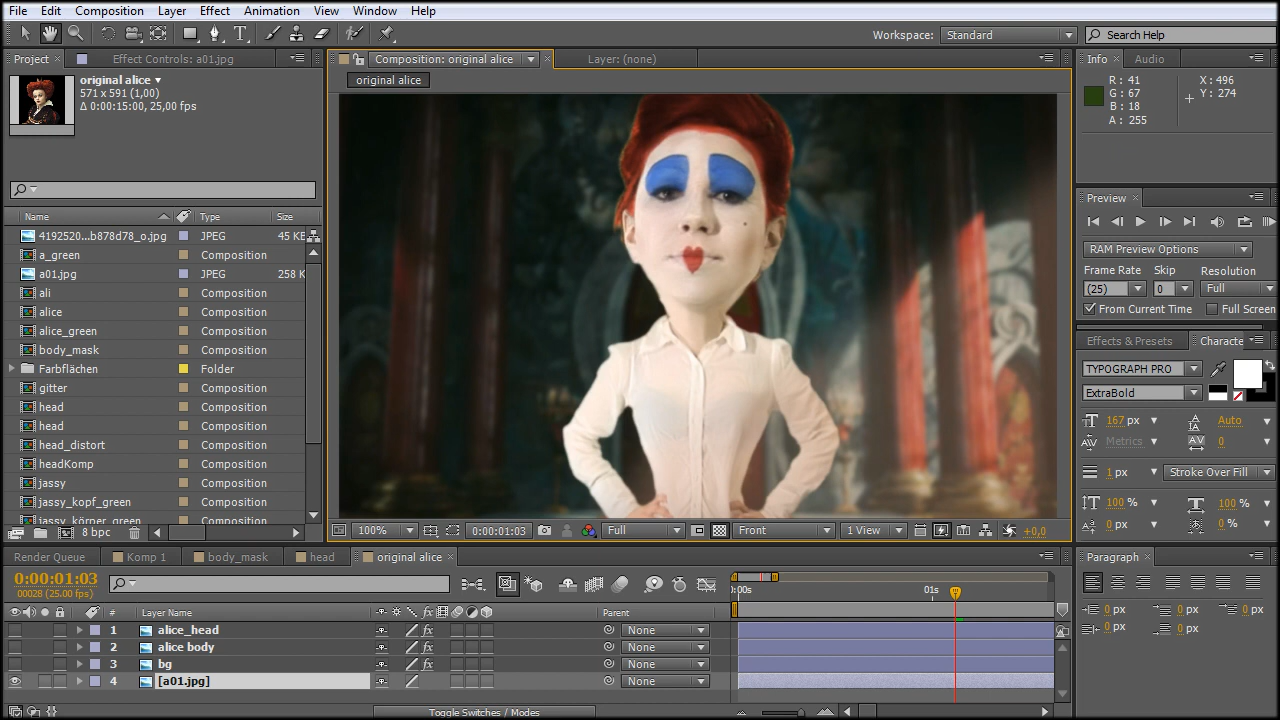 File Edit Composition Layer Effect Animation View Window Help
Workspace: Standard Search Help
Project Effect Controls: a01.jpg Composition: original alice Layer: (none) Info Audio
original alice
original alice
571 x 591 (1,00)
Δ 0:00:15:00, 25,00 fps
R : 41 X : 496
G : 67 Y : 274
B : 18
A : 255
Name Type Size
4192520...b878d78_o.jpg JPEG 45 KB
a_green Composition
a01.jpg JPEG 258 K
ali Composition
alice Composition
alice_green Composition
body_mask Composition
Farbflächen Folder
gitter Composition
head Composition
head Composition
head_distort Composition
headKomp Composition
jassy Composition
jassy_kopf_green Composition
jassy_körper_green Composition
8 bpc
Preview
RAM Preview Options
Frame Rate Skip Resolution
(25) 0 Full
From Current Time Full Screen
Effects & Presets Characte
TYPOGRAPH PRO
ExtraBold
167 px Auto
Metrics 0
1 px Stroke Over Fill
100 % 100 %
0 px 0 %
100% 0:00:01:03 Full Front 1 View +0,0
Render Queue Komp 1 body_mask head original alice
0:00:01:03
00028 (25.00 fps)
:00s 01s
# Layer Name Parent
1 alice_head None
2 alice body None
3 bg None
4 [a01.jpg] None
Toggle Switches / Modes
Paragraph
0 px 0 px 0 px
0 px 0 px